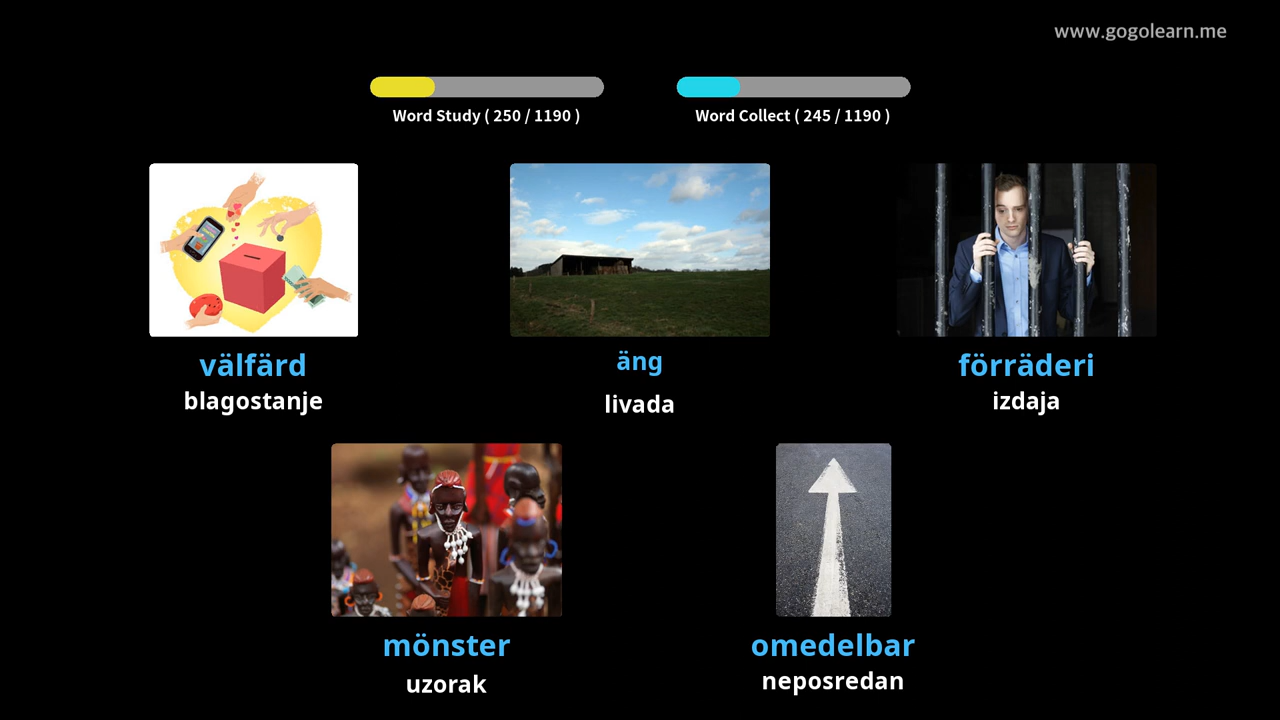 www.gogolearn.me
Word Study ( 250 / 1190 )
Word Collect ( 245 / 1190 )
välfärd
blagostanje
äng
livada
förräderi
izdaja
mönster
uzorak
omedelbar
neposredan